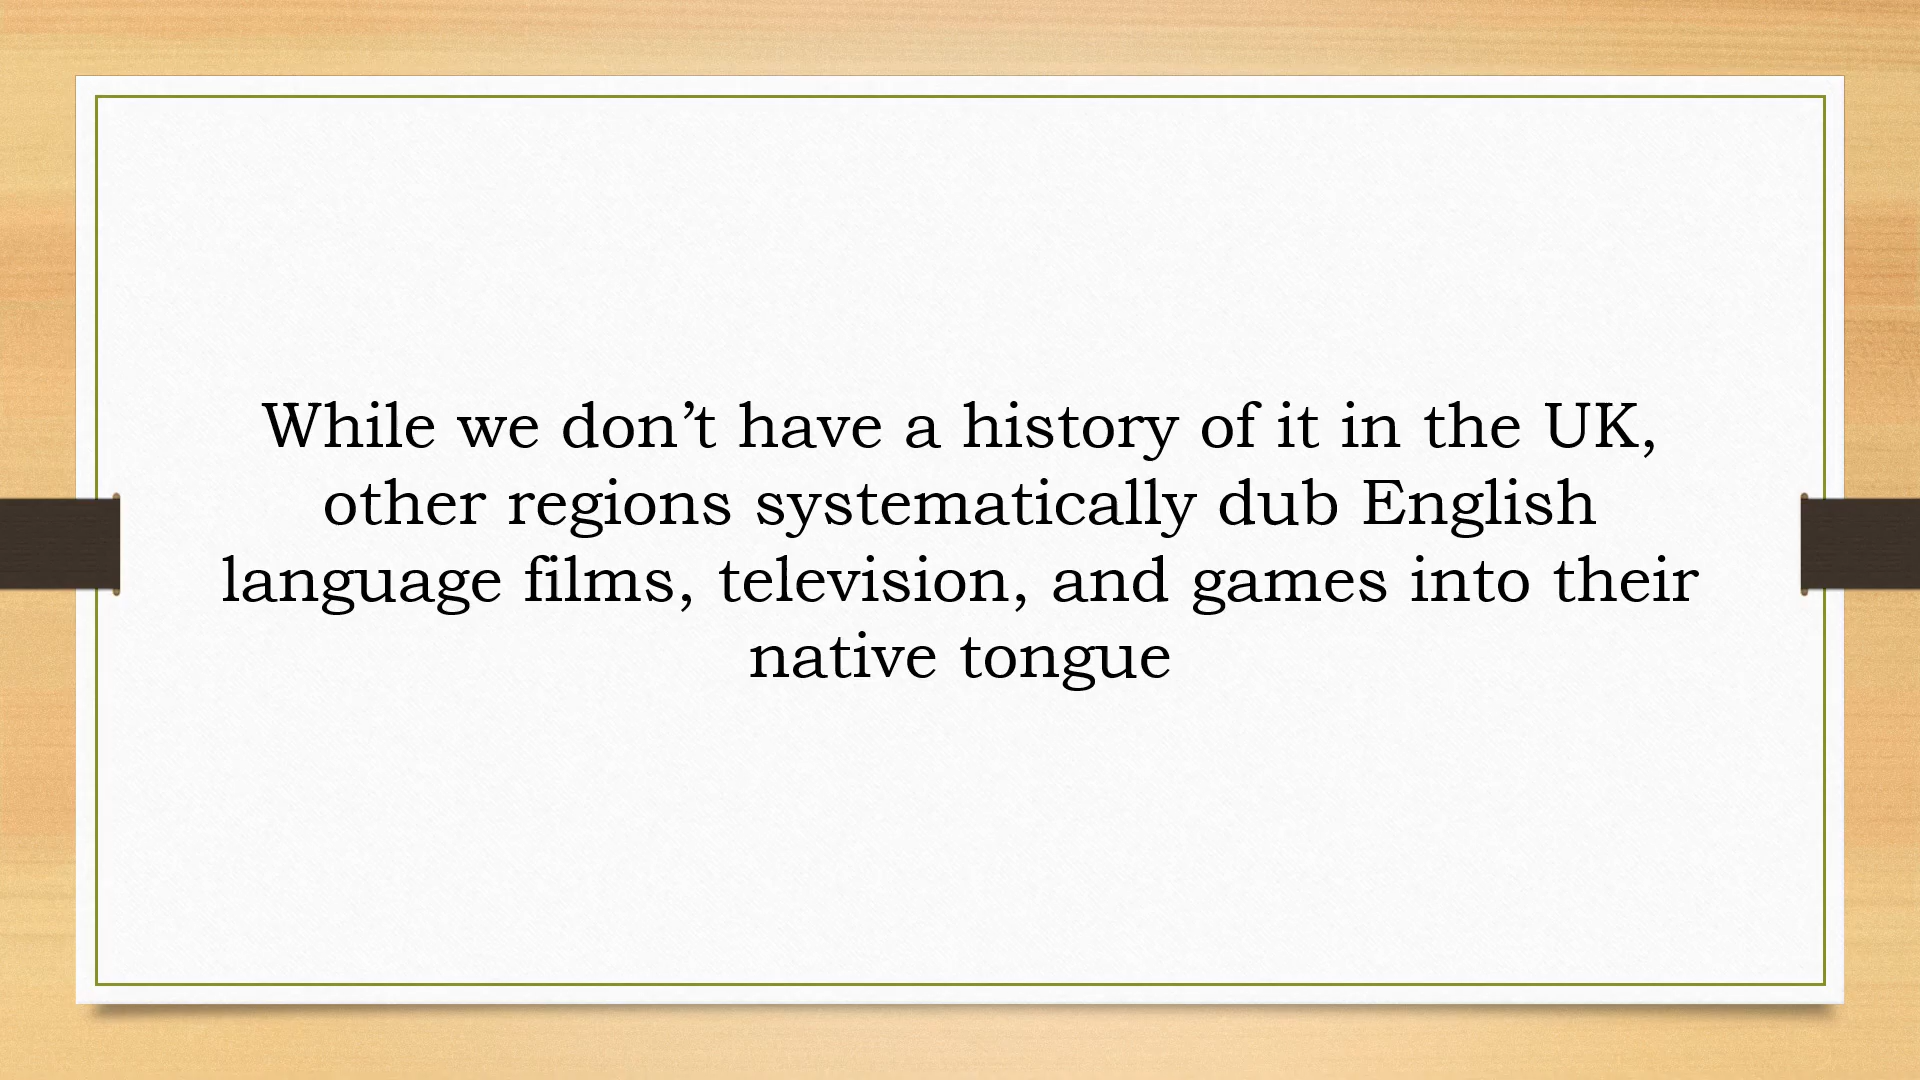 While we don’t have a history of it in the UK,
other regions systematically dub English
language films, television, and games into their
native tongue